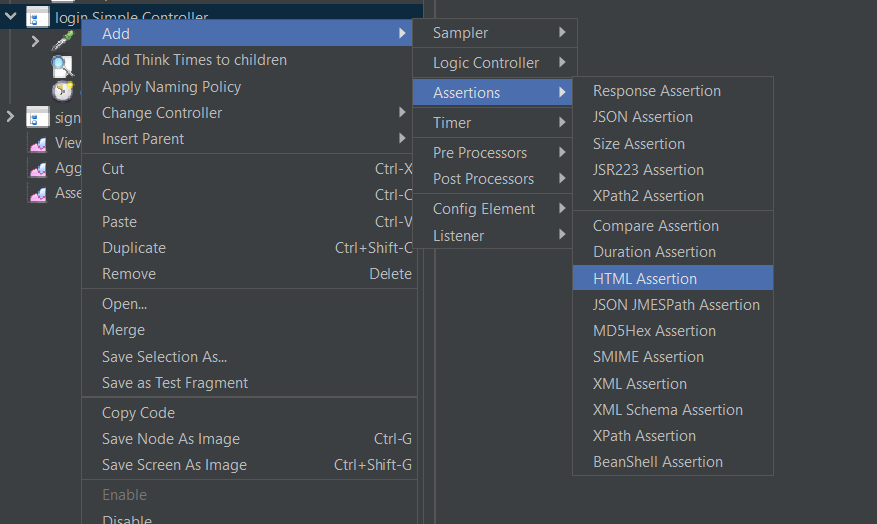 login Simple Controller
sign
View
Agg
Asse
Add
Add Think Times to children
Apply Naming Policy
Change Controller
Insert Parent
Cut Ctrl-X
Copy Ctrl-C
Paste Ctrl-V
Duplicate Ctrl+Shift-C
Remove Delete
Open...
Merge
Save Selection As...
Save as Test Fragment
Copy Code
Save Node As Image Ctrl-G
Save Screen As Image Ctrl+Shift-G
Enable
Disable
Sampler
Logic Controller
Assertions
Timer
Pre Processors
Post Processors
Config Element
Listener
Response Assertion
JSON Assertion
Size Assertion
JSR223 Assertion
XPath2 Assertion
Compare Assertion
Duration Assertion
HTML Assertion
JSON JMESPath Assertion
MD5Hex Assertion
SMIME Assertion
XML Assertion
XML Schema Assertion
XPath Assertion
BeanShell Assertion